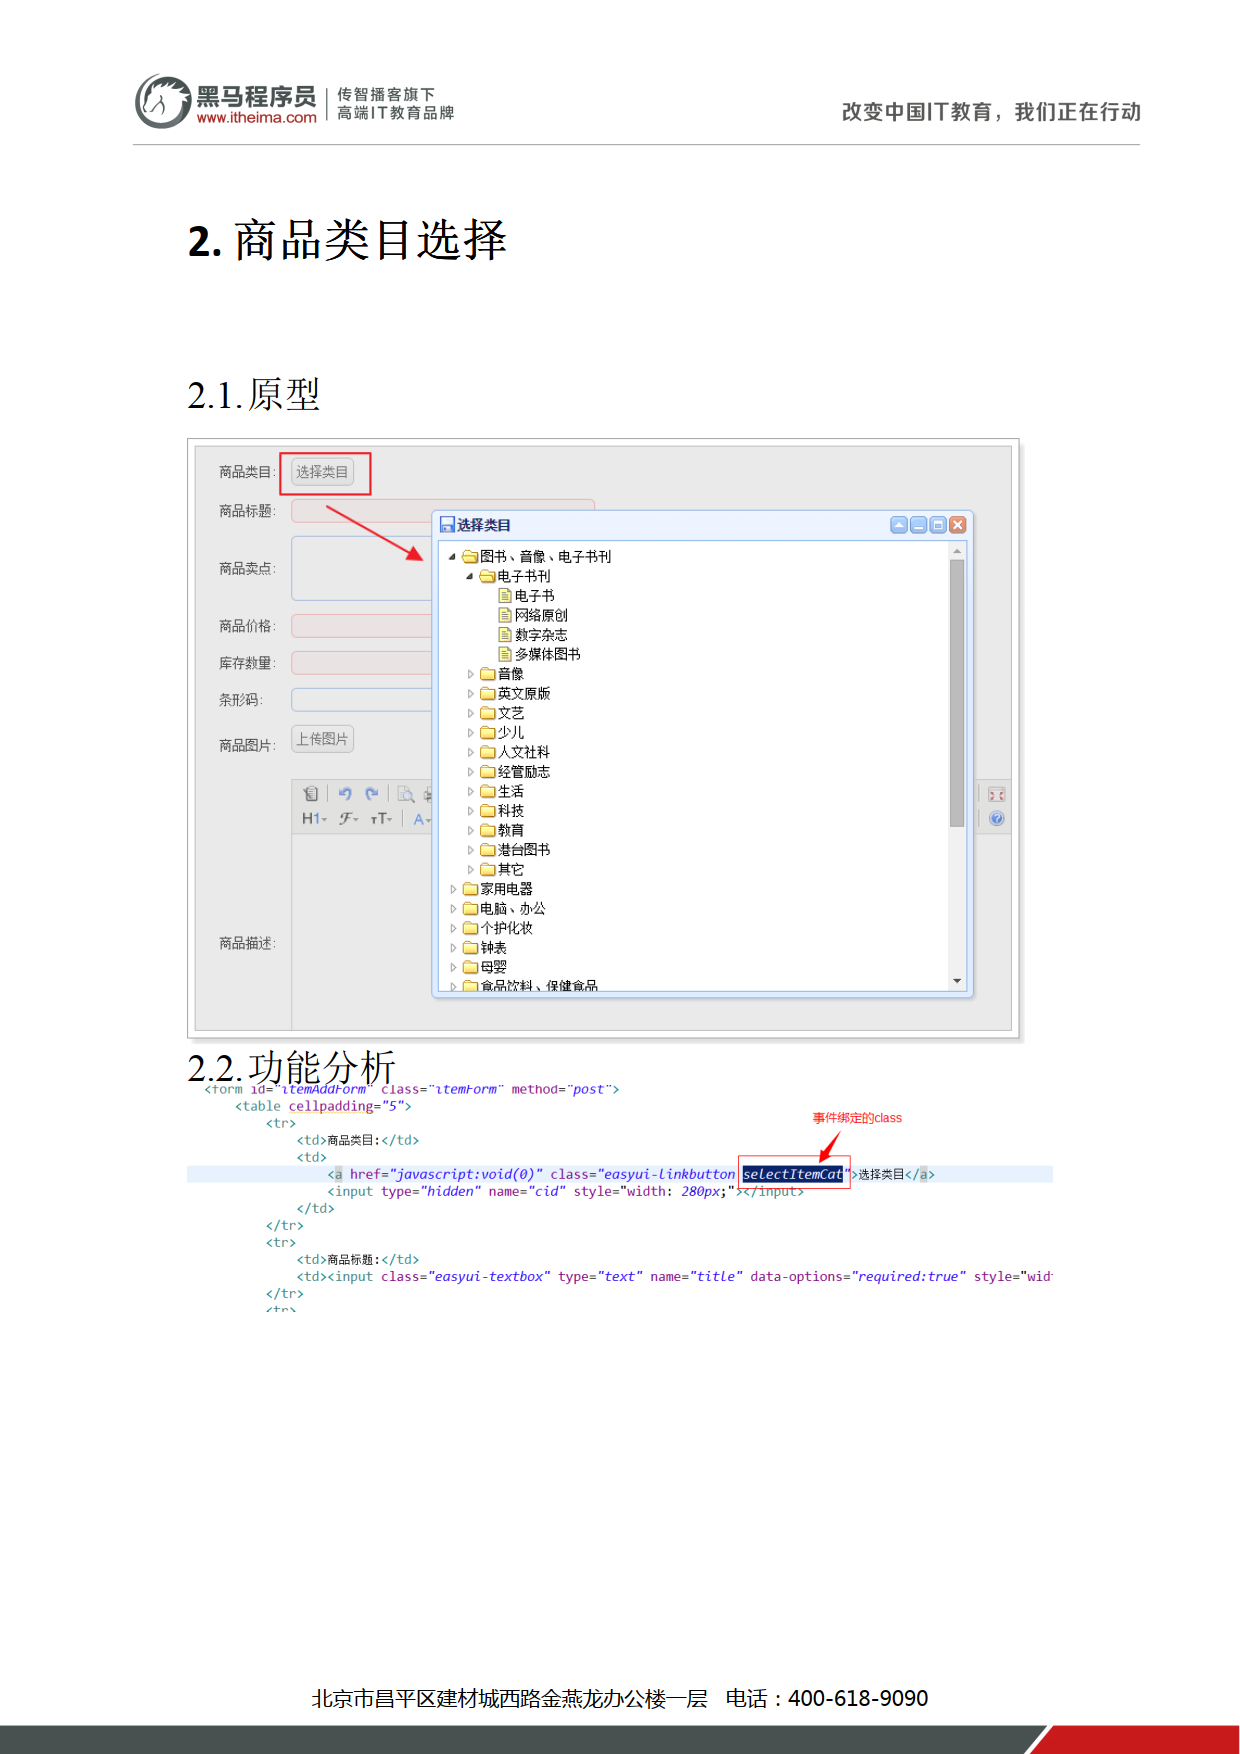 黑马程序员
www.itheima.com
传智播客旗下
高端IT教育品牌
改变中国IT教育，我们正在行动
2. 商品类目选择
2.1. 原型
商品类目:
选择类目
商品标题:
商品卖点:
商品价格:
库存数量:
条形码:
商品图片:
上传图片
H1
商品描述:
选择类目
图书、音像、电子书刊
电子书刊
电子书
网络原创
数字杂志
多媒体图书
音像
英文原版
文艺
少儿
人文社科
经管励志
生活
科技
教育
港台图书
其它
家用电器
电脑、办公
个护化妆
钟表
母婴
食品饮料、保健食品
2.2. 功能分析
<form id="itemAddForm" class="itemForm" method="post">
<table cellpadding="5">
事件绑定的class
<tr>
<td>商品类目:</td>
<td>
<a href="javascript:void(0)" class="easyui-linkbutton selectItemCat">选择类目</a>
<input type="hidden" name="cid" style="width: 280px;"></input>
</td>
</tr>
<tr>
<td>商品标题:</td>
<td><input class="easyui-textbox" type="text" name="title" data-options="required:true" style="widt
</tr>
<tr>
北京市昌平区建材城西路金燕龙办公楼一层 电话：400-618-9090